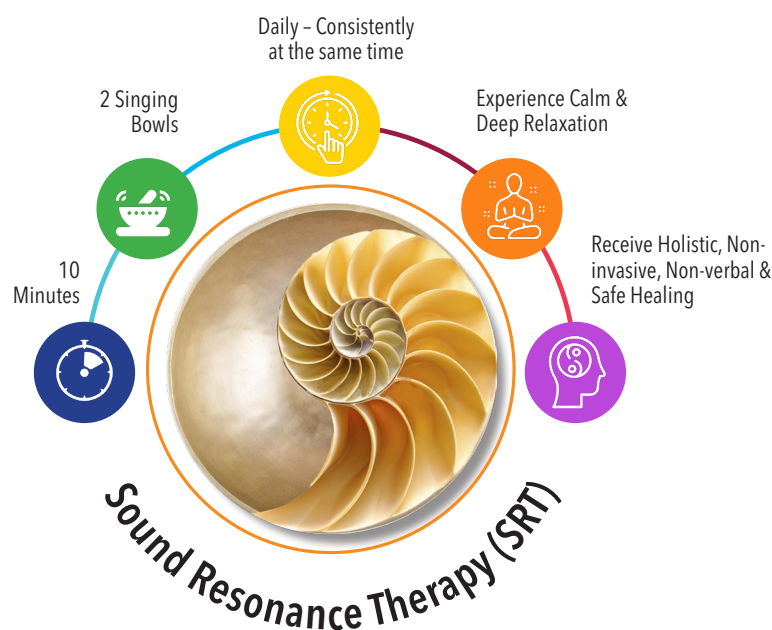 Daily – Consistently
at the same time
2 Singing
Bowls
Experience Calm &
Deep Relaxation
10
Minutes
Receive Holistic, Non-
invasive, Non-verbal &
Safe Healing
Sound Resonance Therapy (SRT)